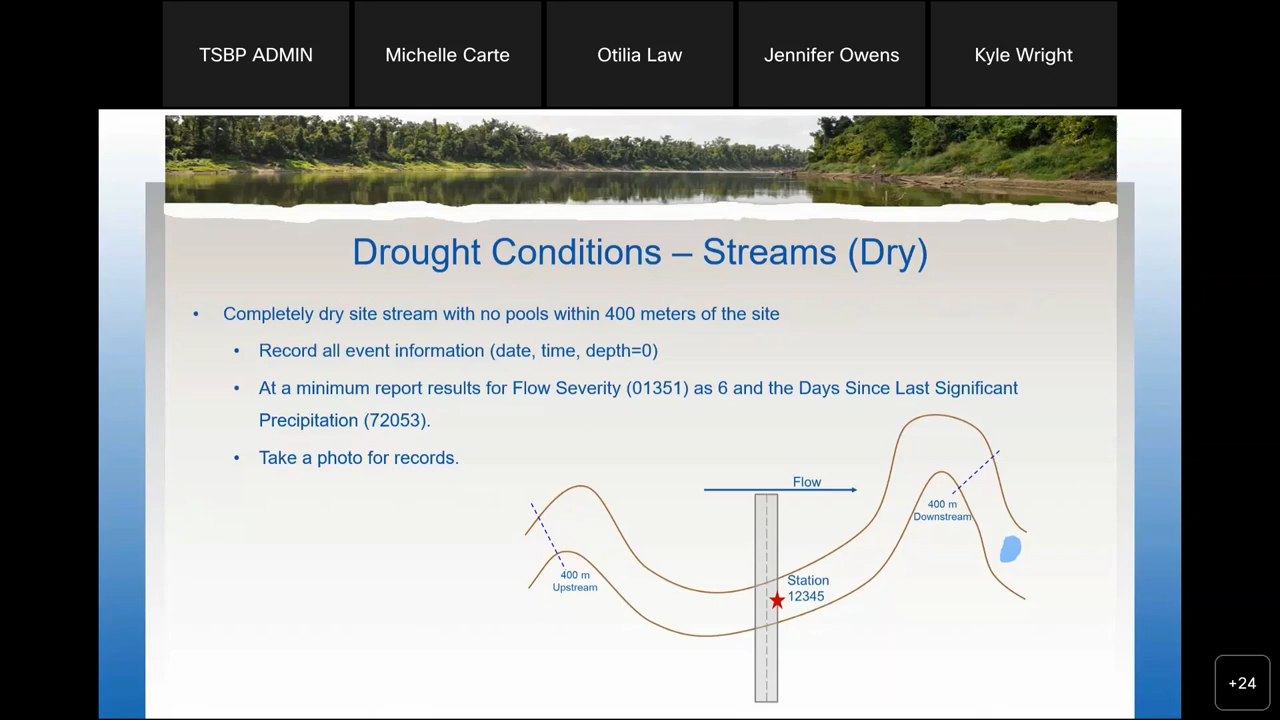 TSBP ADMIN
Michelle Carte
Otilia Law
Jennifer Owens
Kyle Wright
Drought Conditions – Streams (Dry)
• Completely dry site stream with no pools within 400 meters of the site
• Record all event information (date, time, depth=0)
• At a minimum report results for Flow Severity (01351) as 6 and the Days Since Last Significant
Precipitation (72053).
• Take a photo for records.
Flow
400 m
Downstream
400 m
Upstream
Station
12345
+24